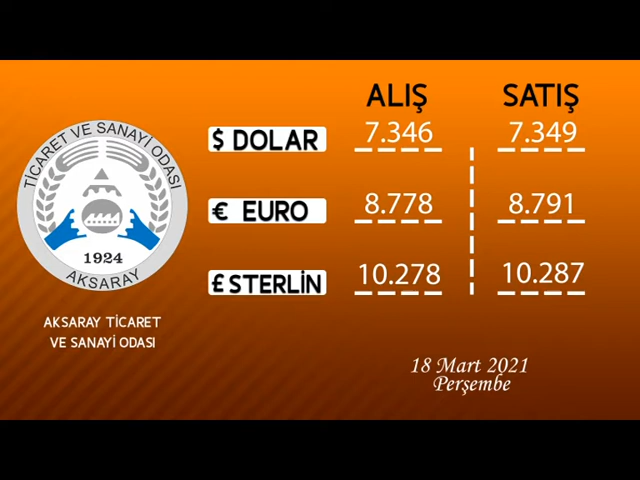 TİCARET VE SANAYİ ODASI
1924
AKSARAY
AKSARAY TİCARET
VE SANAYİ ODASI
ALIŞ SATIŞ
$ DOLAR 7.346 7.349
€ EURO 8.778 8.791
£ STERLİN 10.278 10.287
18 Mart 2021
Perşembe